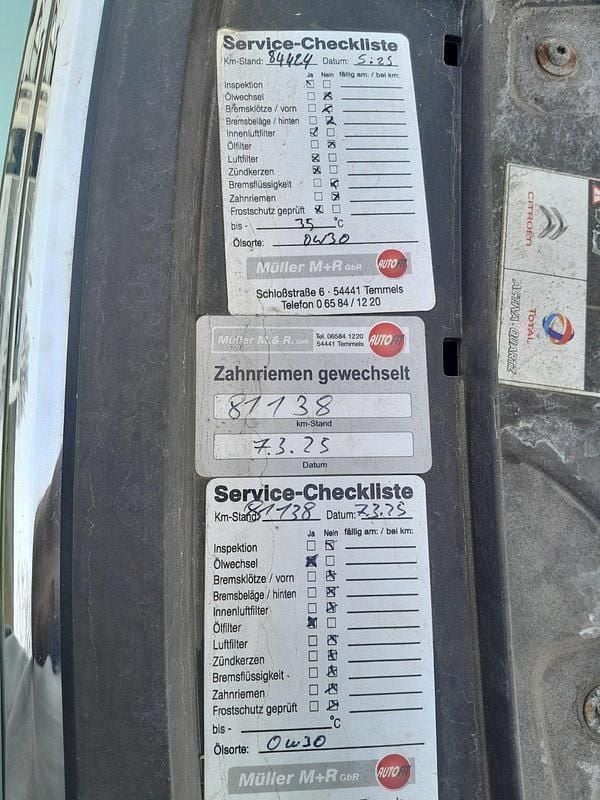 Service-Checkliste
Km-Stand: 84424 Datum: 5.25
Ja Nein fällig am: / bei km:
Inspektion
Ölwechsel
Bremsklötze / vorn
Bremsbeläge / hinten
Innenluftfilter
Ölfilter
Luftfilter
Zündkerzen
Bremsflüssigkeit
Zahnriemen
Frostschutz geprüft
bis - 35 °C
Ölsorte: 0W30
Müller M+R GbR AUTOFIT
Schloßstraße 6 · 54441 Temmels
Telefon 0 65 84 / 12 20
Müller M. & R. GbR
Tel. 06584 1220
54441 Temmels
AUTOFIT
Zahnriemen gewechselt
81138
km-Stand
7.3.25
Datum
Service-Checkliste
Km-Stand: 81138 Datum: 7.3.25
Ja Nein fällig am: / bei km:
Inspektion
Ölwechsel
Bremsklötze / vorn
Bremsbeläge / hinten
Innenluftfilter
Ölfilter
Luftfilter
Zündkerzen
Bremsflüssigkeit
Zahnriemen
Frostschutz geprüft
bis - °C
Ölsorte: 0W30
Müller M+R GbR AUTOFIT
CITROËN
TOTAL
ACTIVA · QUARTZ